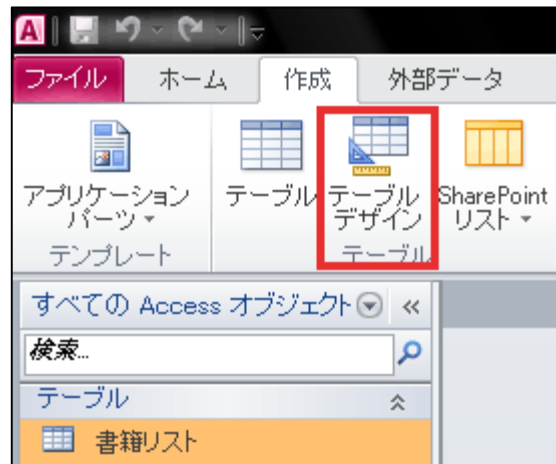 A
ファイル ホーム 作成 外部データ
アプリケーション テーブル テーブル SharePoint
パーツ デザイン リスト
テンプレート テーブル
すべての Access オブジェクト
検索...
テーブル
書籍リスト